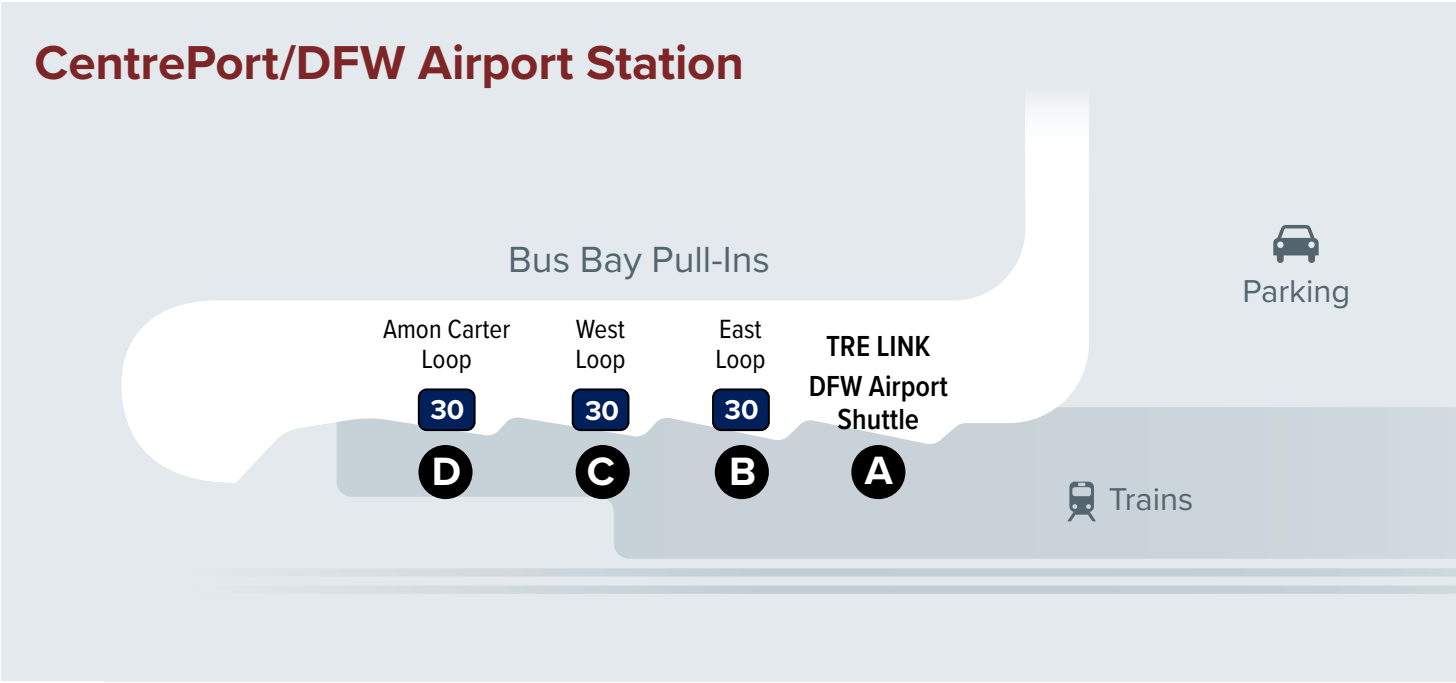 CentrePort/DFW Airport Station
Bus Bay Pull-Ins
Parking
Amon Carter
Loop
30
D
West
Loop
30
C
East
Loop
30
B
TRE LINK
DFW Airport
Shuttle
A
Trains